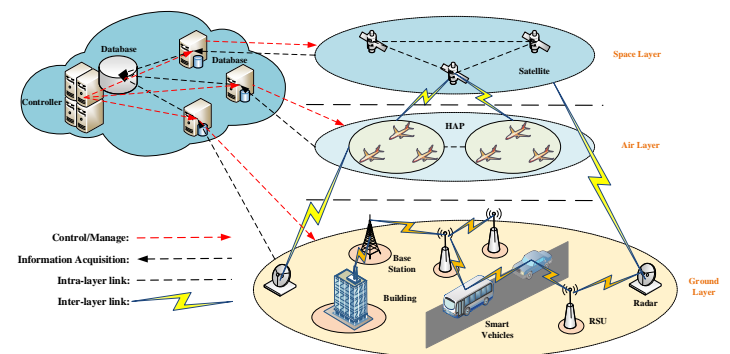 Database
Database
Controller
Satellite
Space Layer
HAP
Air Layer
Control/Manage:
Information Acquisition:
Intra-layer link:
Inter-layer link:
Base
Station
Building
Smart
Vehicles
RSU
Radar
Ground
Layer